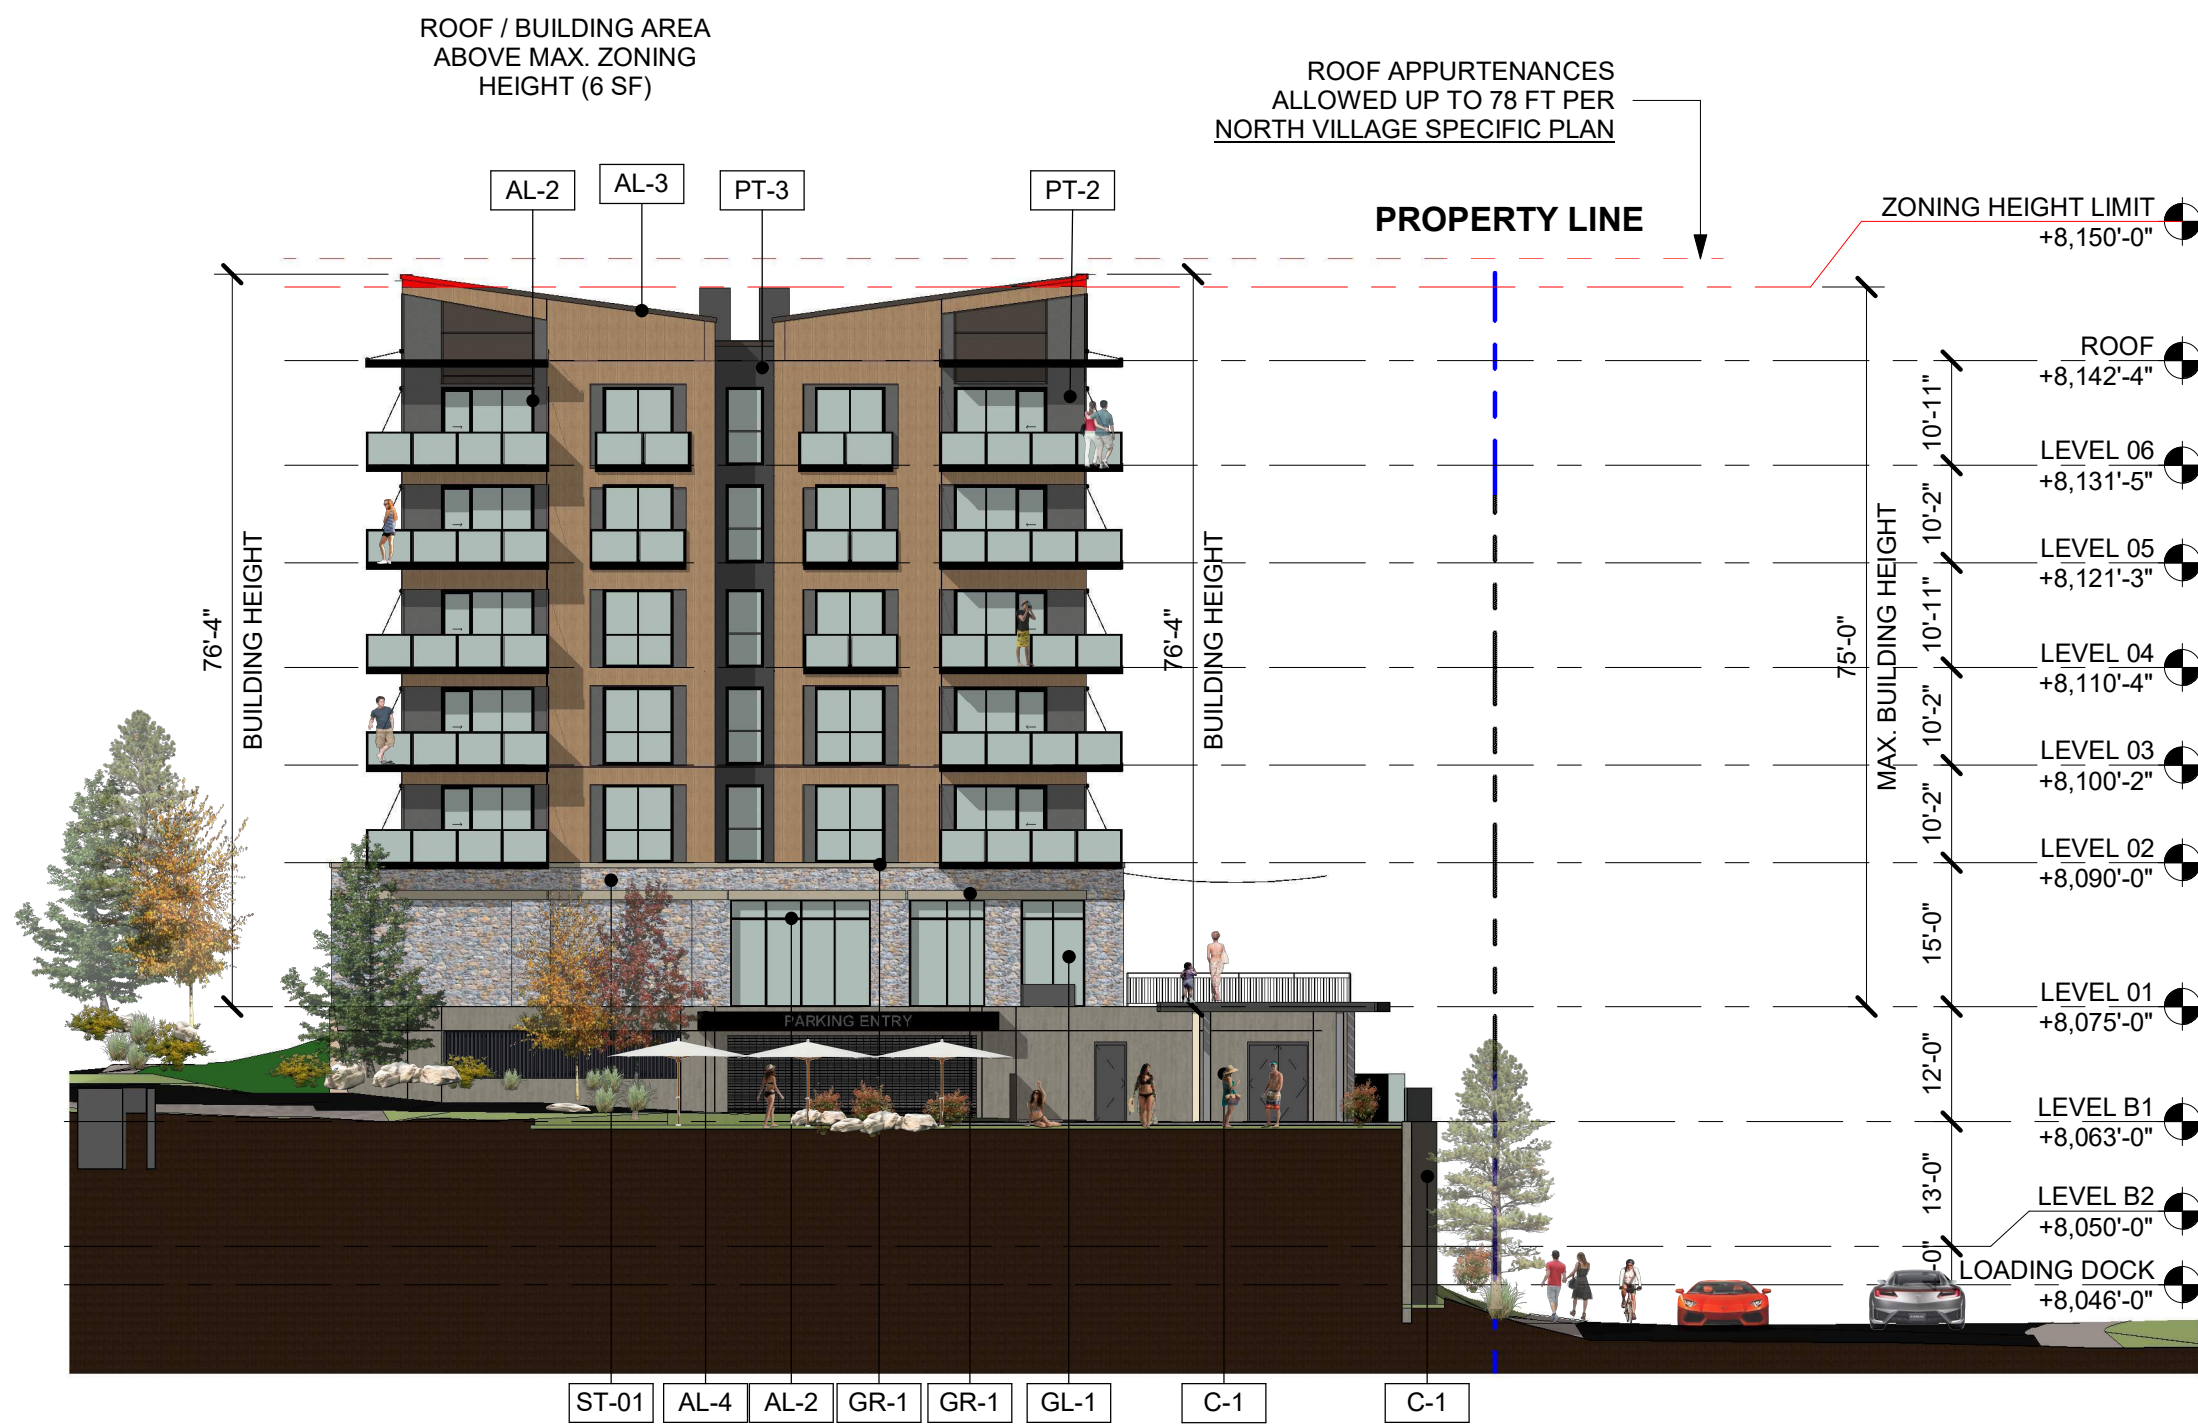 ROOF / BUILDING AREA
ABOVE MAX. ZONING
HEIGHT (6 SF)
ROOF APPURTENANCES
ALLOWED UP TO 78 FT PER
NORTH VILLAGE SPECIFIC PLAN
AL-2
AL-3
PT-3
PT-2
PROPERTY LINE
ZONING HEIGHT LIMIT
+8,150'-0"
ROOF
+8,142'-4"
10'-11"
LEVEL 06
+8,131'-5"
10'-2"
LEVEL 05
+8,121'-3"
10'-11"
LEVEL 04
+8,110'-4"
10'-2"
LEVEL 03
+8,100'-2"
10'-2"
LEVEL 02
+8,090'-0"
15'-0"
LEVEL 01
+8,075'-0"
12'-0"
LEVEL B1
+8,063'-0"
13'-0"
LEVEL B2
+8,050'-0"
-0"
LOADING DOCK
+8,046'-0"
76'-4"
BUILDING HEIGHT
76'-4"
BUILDING HEIGHT
75'-0"
MAX. BUILDING HEIGHT
PARKING ENTRY
ST-01
AL-4
AL-2
GR-1
GR-1
GL-1
C-1
C-1